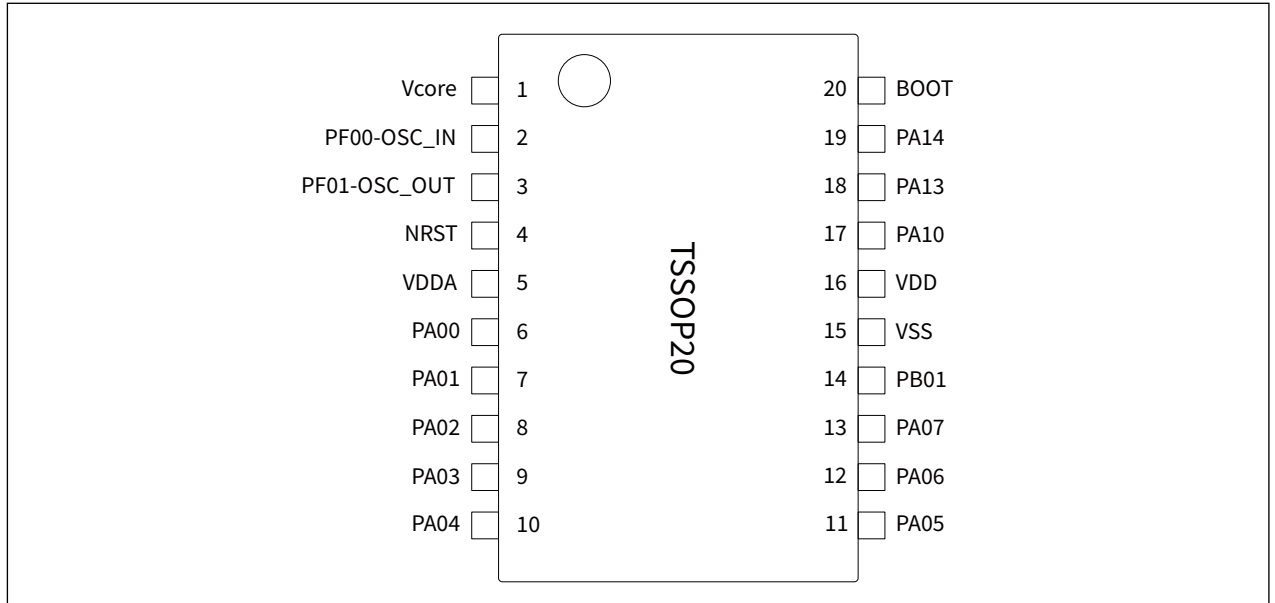 Vcore 1 20 BOOT
PF00-OSC_IN 2 19 PA14
PF01-OSC_OUT 3 18 PA13
NRST 4 17 PA10
VDDA 5 16 VDD
PA00 6 15 VSS
PA01 7 14 PB01
PA02 8 13 PA07
PA03 9 12 PA06
PA04 10 11 PA05
TSSOP20